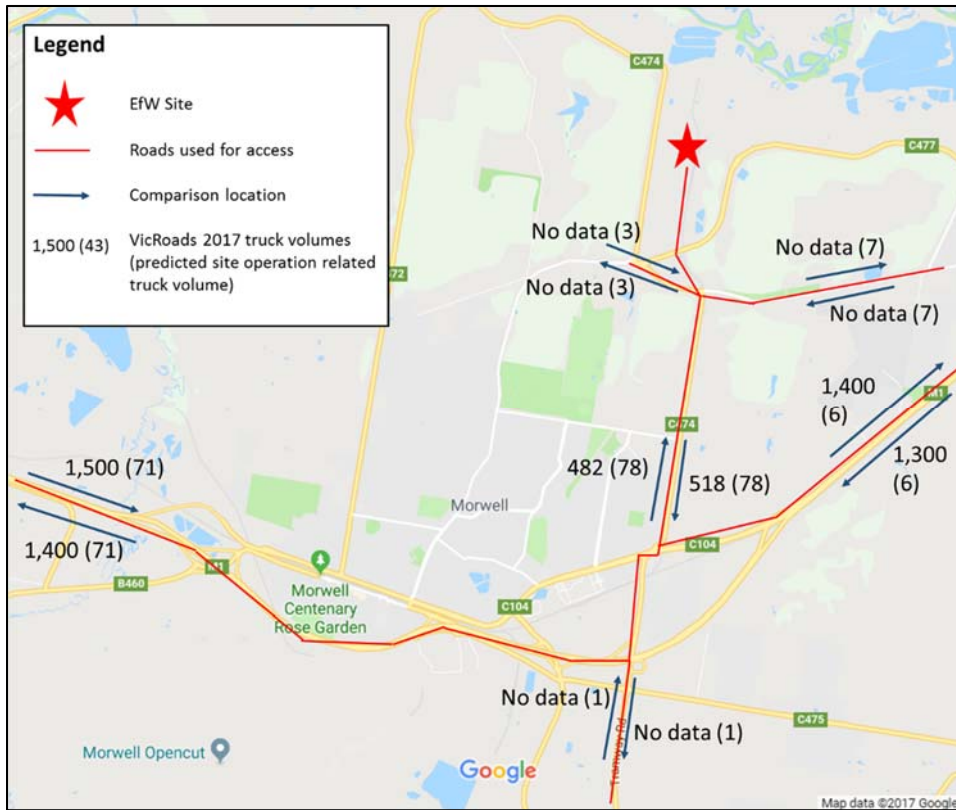 Legend
EfW Site
Roads used for access
Comparison location
1,500 (43)
VicRoads 2017 truck volumes
(predicted site operation related
truck volume)
C474
C477
No data (3)
No data (3)
No data (7)
No data (7)
1,400
(6)
M1
1,300
(6)
C474
482 (78)
518 (78)
Morwell
1,500 (71)
1,400 (71)
M1
B460
Morwell
Centenary
Rose Garden
C104
C104
No data (1)
No data (1)
Tramway Rd
C475
Morwell Opencut
Google
Map data ©2017 Google